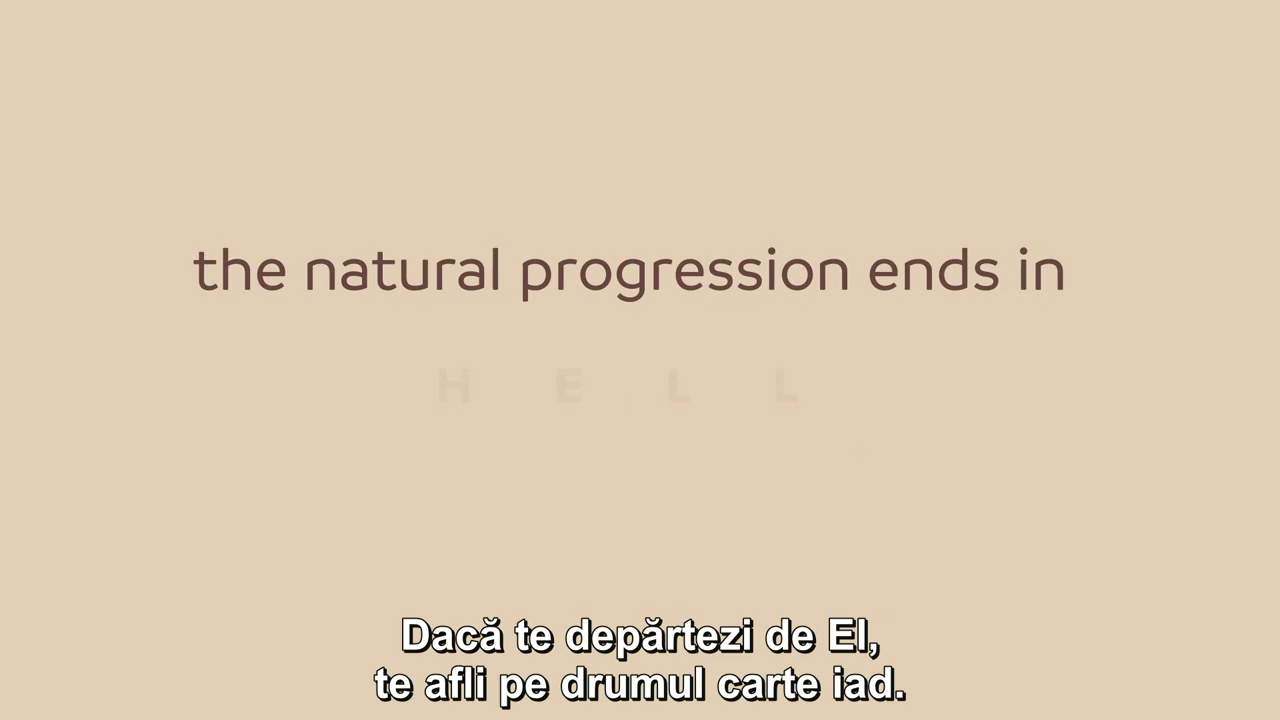 the natural progression ends in
H E L L
Dacă te depărtezi de El,
te afli pe drumul carte iad.